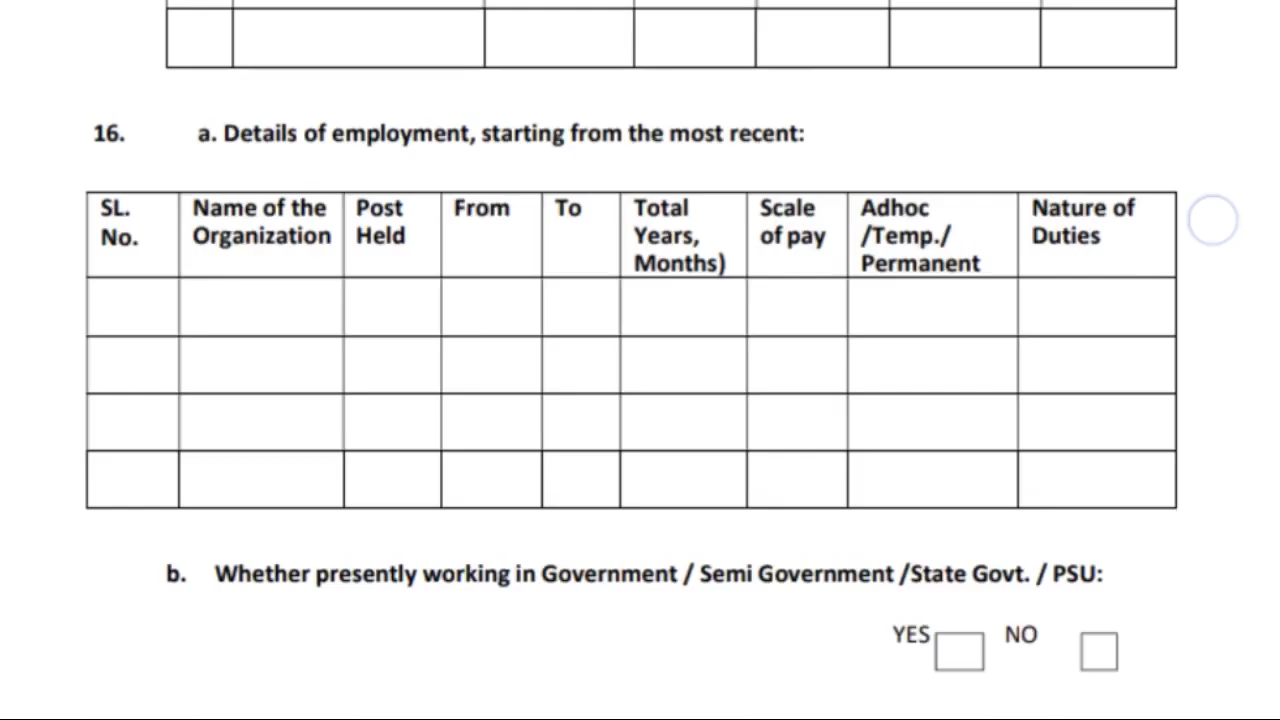 16. a. Details of employment, starting from the most recent:
SL. No. Name of the Organization Post Held From To Total Years, Months) Scale of pay Adhoc /Temp./ Permanent Nature of Duties
b. Whether presently working in Government / Semi Government /State Govt. / PSU:
YES NO